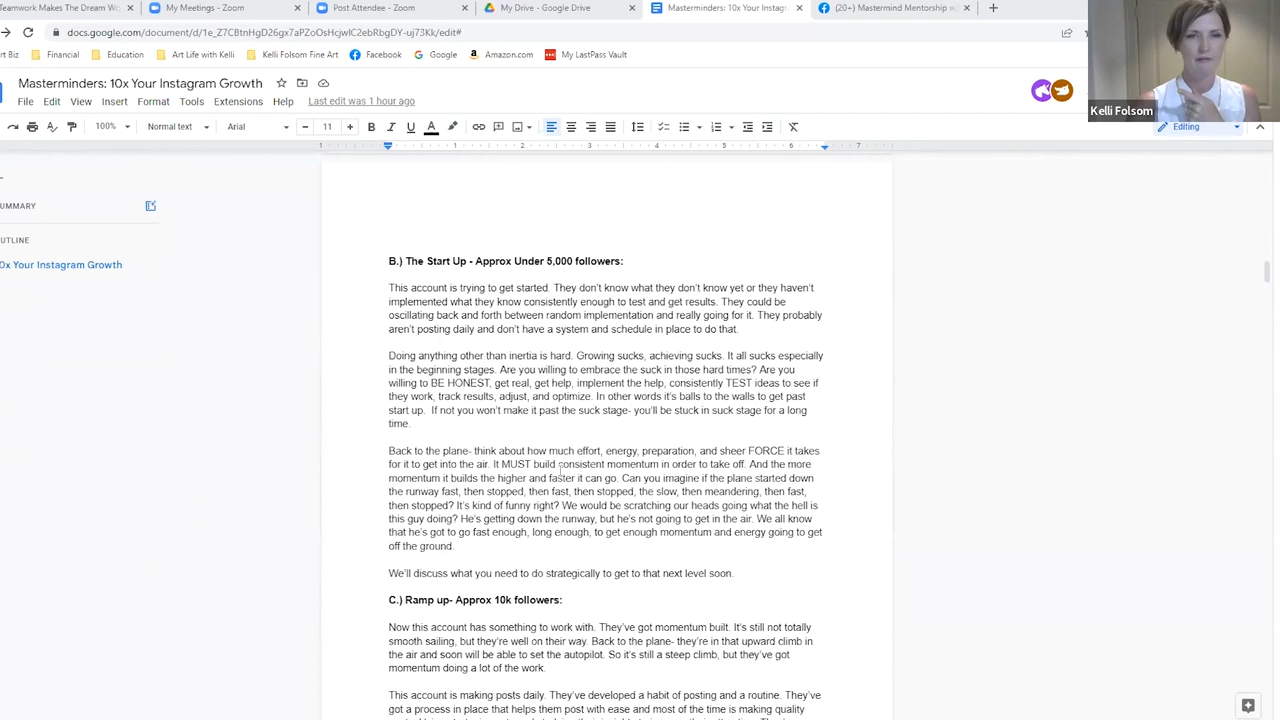 Teamwork Makes The Dream Wo
My Meetings - Zoom
Post Attendee - Zoom
My Drive - Google Drive
Masterminders: 10x Your Instagr
(20+) Mastermind Mentorship w
docs.google.com/document/d/1e_Z7CBtnHgD26gx7aPZoOsHcjwlC2ebRbgDY-uj73Kk/edit#
rt Biz
Financial
Education
Art Life with Kelli
Kelli Folsom Fine Art
Facebook
Google
Amazon.com
My LastPass Vault
Masterminders: 10x Your Instagram Growth
File Edit View Insert Format Tools Extensions Help Last edit was 1 hour ago
Kelli Folsom
100% Normal text Arial 11 Editing
1 1 2 3 4 5 6 7
UMMARY
UTLINE
0x Your Instagram Growth
B.) The Start Up - Approx Under 5,000 followers:
This account is trying to get started. They don't know what they don't know yet or they haven't
implemented what they know consistently enough to test and get results. They could be
oscillating back and forth between random implementation and really going for it. They probably
aren't posting daily and don't have a system and schedule in place to do that.
Doing anything other than inertia is hard. Growing sucks, achieving sucks. It all sucks especially
in the beginning stages. Are you willing to embrace the suck in those hard times? Are you
willing to BE HONEST, get real, get help, implement the help, consistently TEST ideas to see if
they work, track results, adjust, and optimize. In other words it's balls to the walls to get past
start up. If not you won't make it past the suck stage- you'll be stuck in suck stage for a long
time.
Back to the plane- think about how much effort, energy, preparation, and sheer FORCE it takes
for it to get into the air. It MUST build consistent momentum in order to take off. And the more
momentum it builds the higher and faster it can go. Can you imagine if the plane started down
the runway fast, then stopped, then fast, then stopped, the slow, then meandering, then fast,
then stopped? It's kind of funny right? We would be scratching our heads going what the hell is
this guy doing? He's getting down the runway, but he's not going to get in the air. We all know
that he's got to go fast enough, long enough, to get enough momentum and energy going to get
off the ground.
We'll discuss what you need to do strategically to get to that next level soon.
C.) Ramp up- Approx 10k followers:
Now this account has something to work with. They've got momentum built. It's still not totally
smooth sailing, but they're well on their way. Back to the plane- they're in that upward climb in
the air and soon will be able to set the autopilot. So it's still a steep climb, but they've got
momentum doing a lot of the work.
This account is making posts daily. They've developed a habit of posting and a routine. They've
got a process in place that helps them post with ease and most of the time is making quality